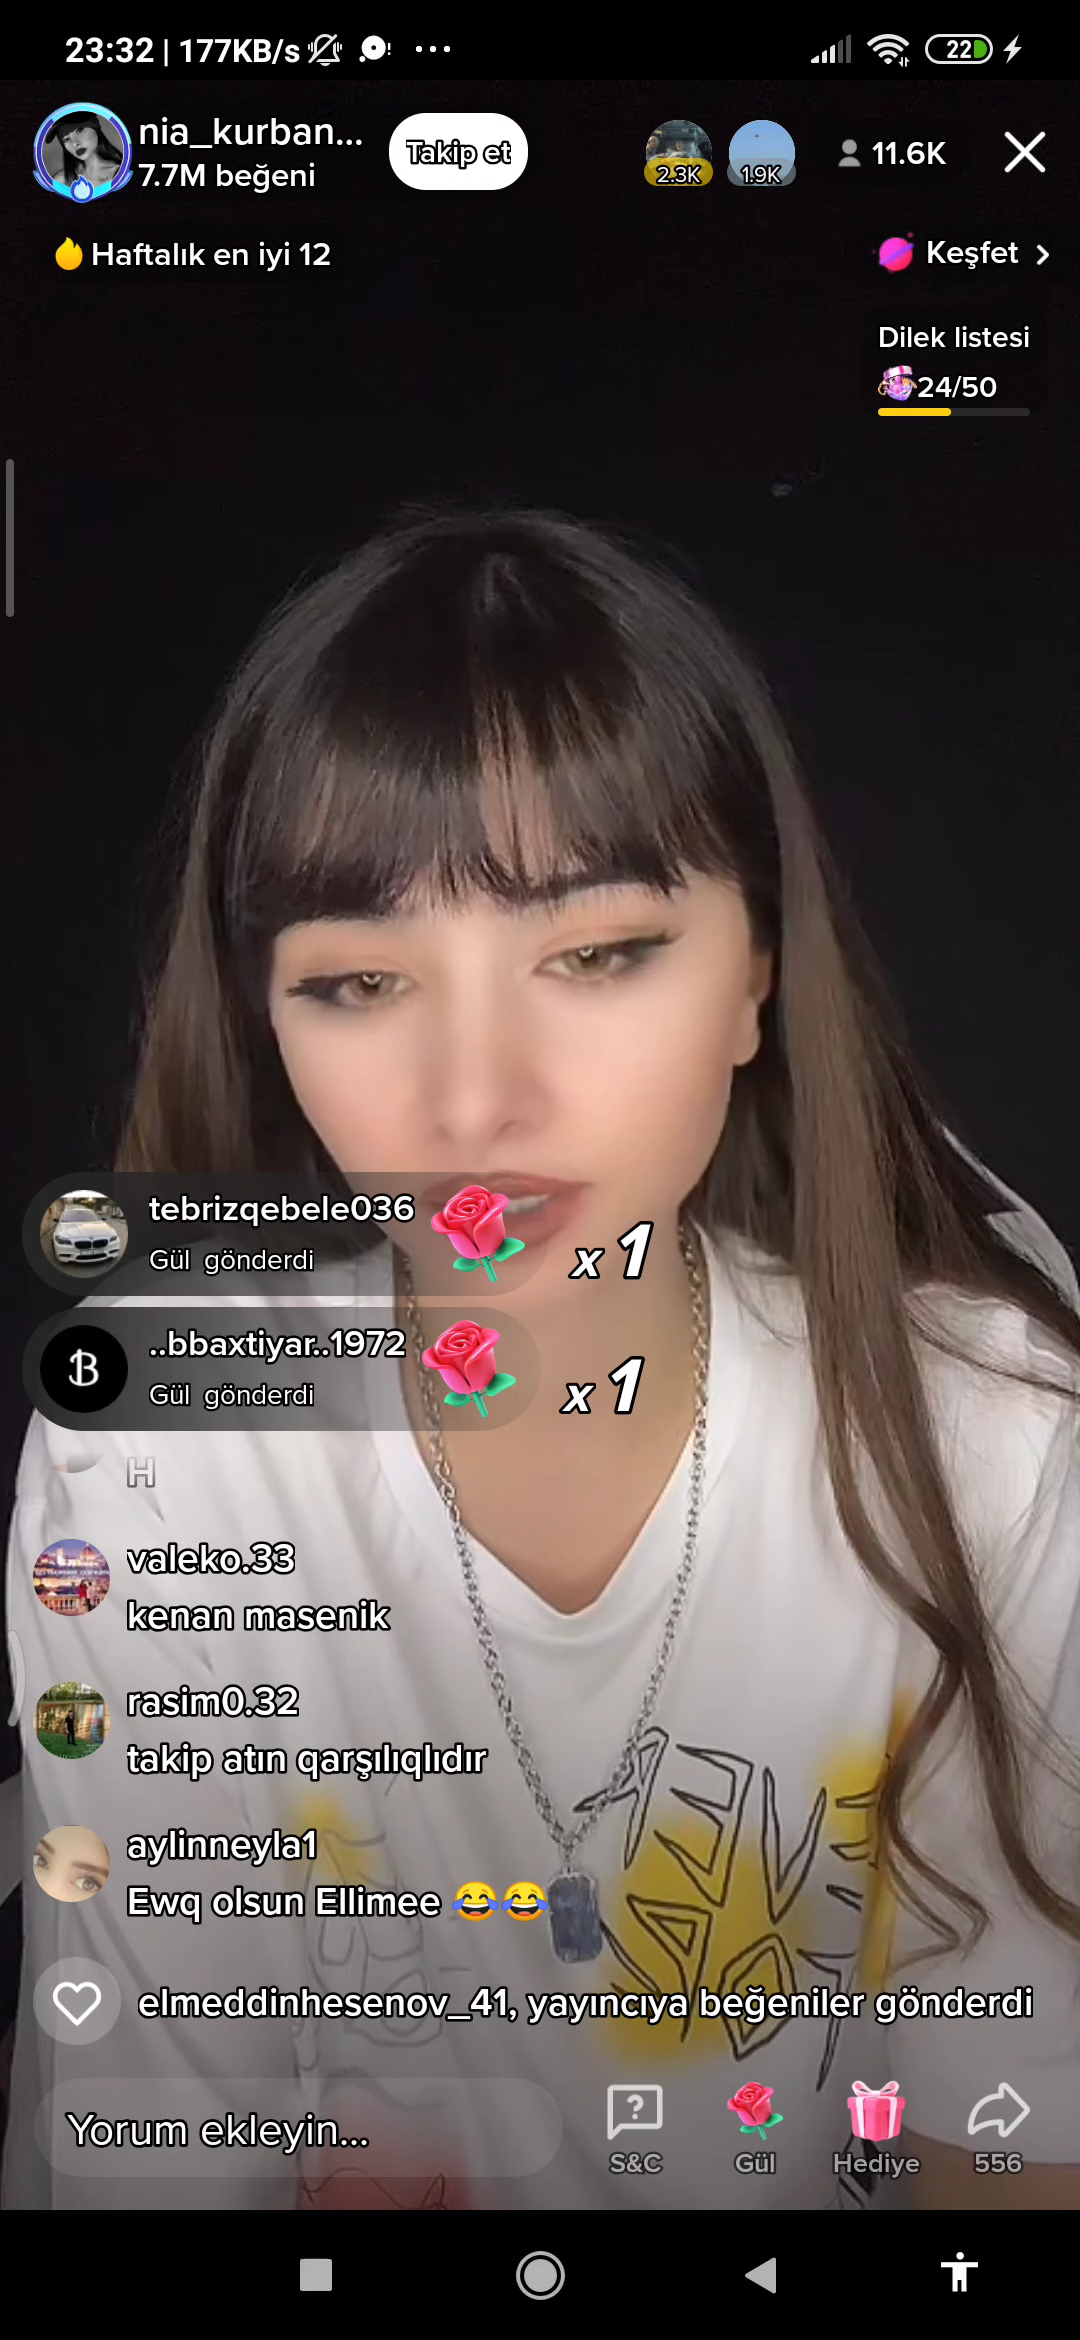 23:32 | 177KB/s
22
nia_kurban...
7.7M beğeni
Takip et
2.3K
1.9K
11.6K
Haftalık en iyi 12
Keşfet
Dilek listesi
24/50
tebrizqebele036
Gül gönderdi
x 1
B
..bbaxtiyar..1972
Gül gönderdi
x 1
H
valeko.33
kenan masenik
rasim0.32
takip atın qarşılıqlıdır
aylinneyla1
Ewq olsun Ellimee 😂😂
elmeddinhesenov_41, yayıncıya beğeniler gönderdi
Yorum ekleyin...
S&C
Gül
Hediye
556